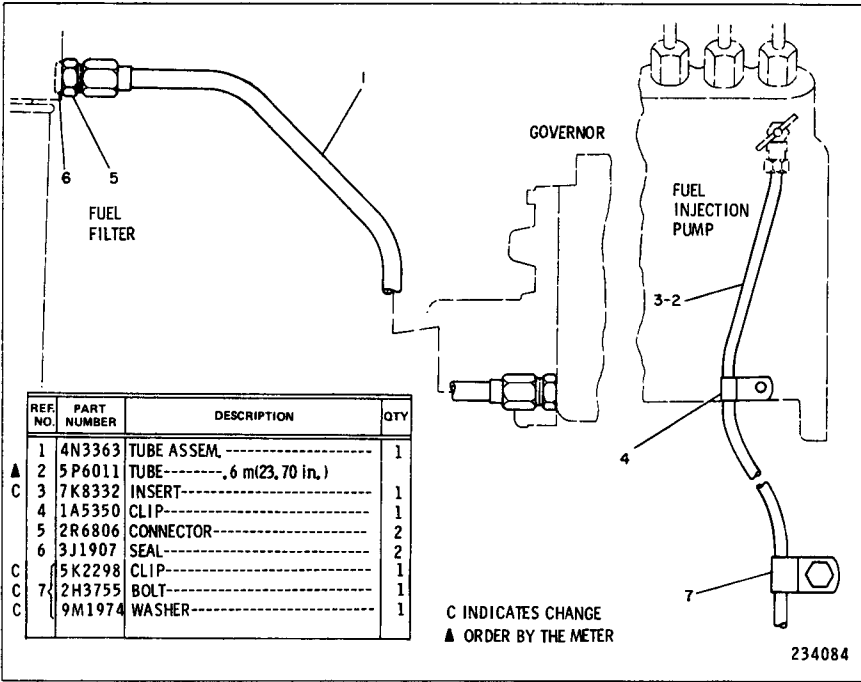 1
6 5
FUEL
FILTER
GOVERNOR
FUEL
INJECTION
PUMP
3-2
4
7
REF. NO. PART NUMBER DESCRIPTION QTY
1 4N3363 TUBE ASSEM. 1
▲ 2 5P6011 TUBE--------.6 m(23.70 in.)
C 3 7K8332 INSERT 1
4 1A5350 CLIP 1
5 2R6806 CONNECTOR 2
6 3J1907 SEAL 2
C 5K2298 CLIP 1
C 7 2H3755 BOLT 1
C 9M1974 WASHER 1
C INDICATES CHANGE
▲ ORDER BY THE METER
234084